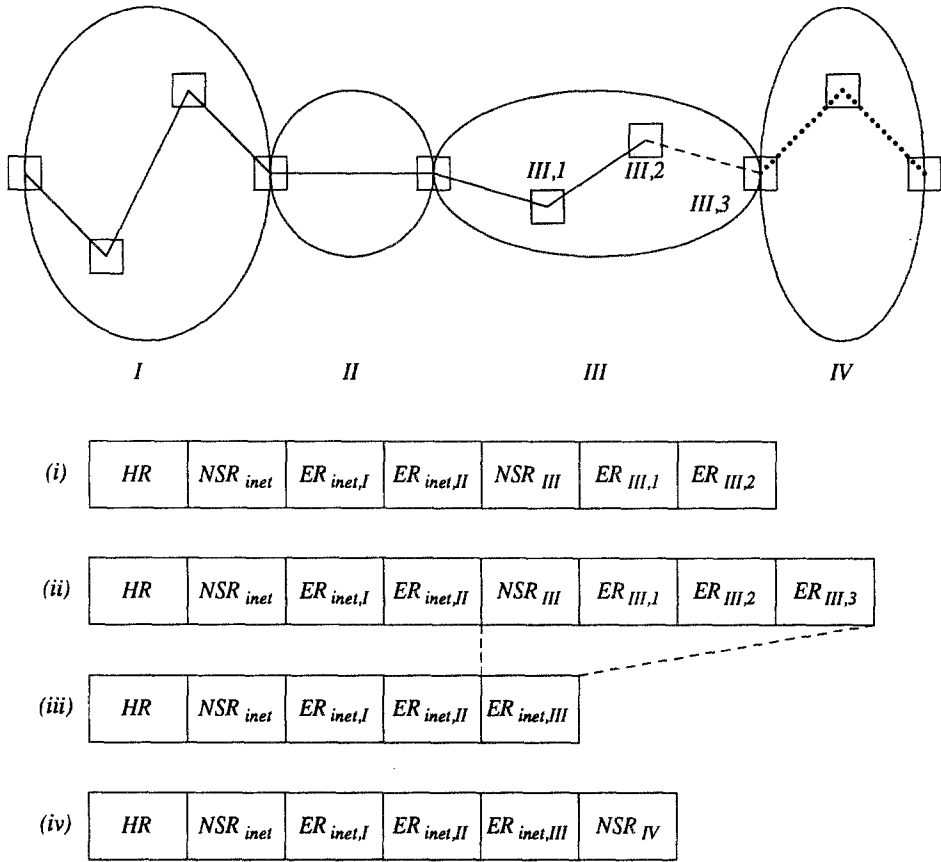 III,1
III,2
III,3
I II III IV
(i) HR NSR inet ER inet,I ER inet,II NSR III ER III,1 ER III,2
(ii) HR NSR inet ER inet,I ER inet,II NSR III ER III,1 ER III,2 ER III,3
(iii) HR NSR inet ER inet,I ER inet,II ER inet,III
(iv) HR NSR inet ER inet,I ER inet,II ER inet,III NSR IV